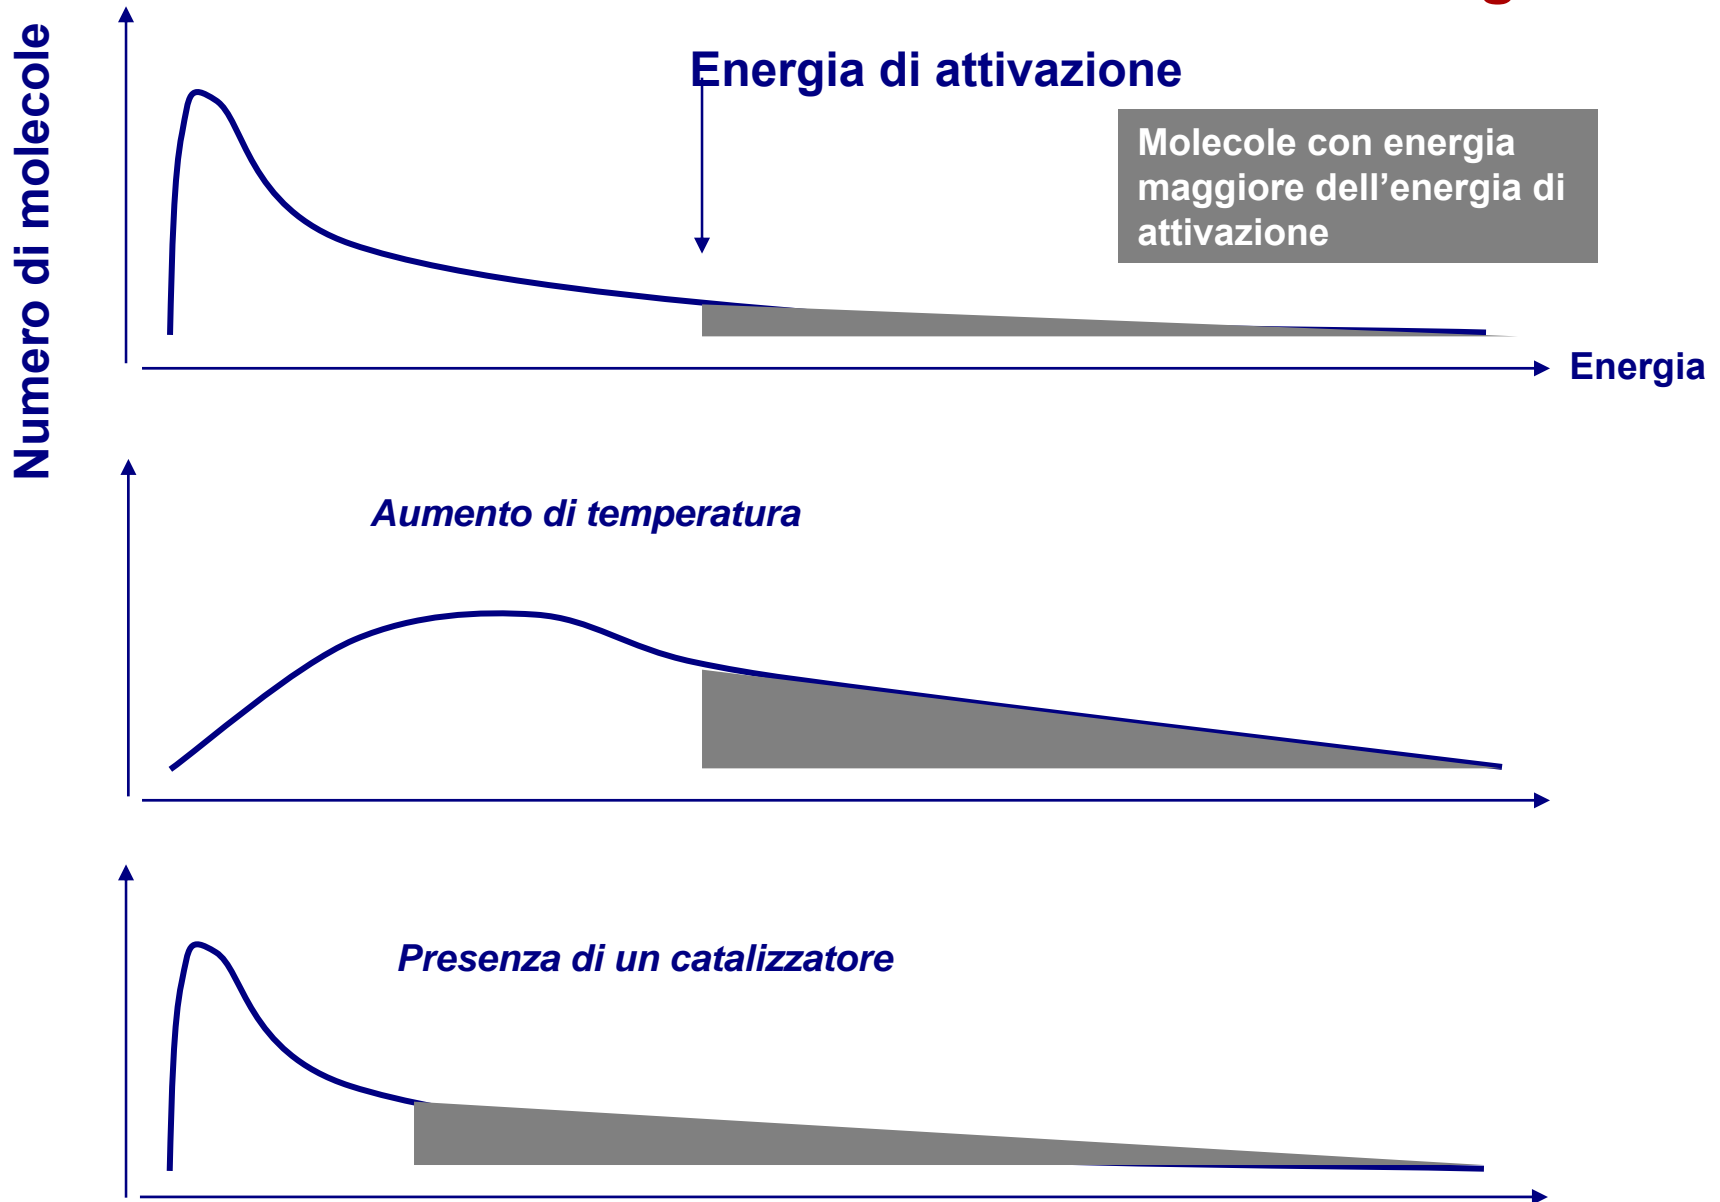 Energia di attivazione
Numero di molecole
Molecole con energia
maggiore dell’energia di
attivazione
Energia
Aumento di temperatura
Presenza di un catalizzatore